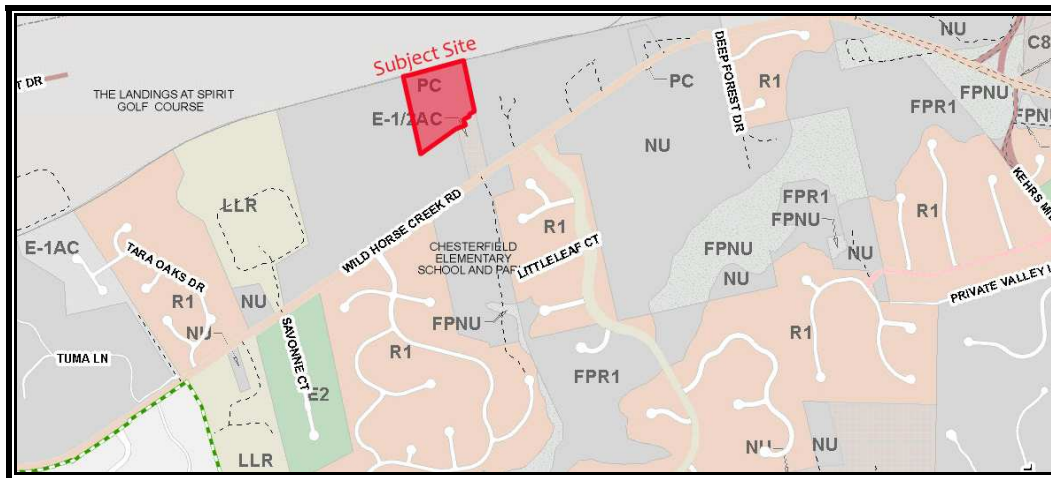 Subject Site
PC
E-1/2AC
T DR
THE LANDINGS AT SPIRIT
GOLF COURSE
DEEP FOREST DR
R1
PC
NU
C8
FPNU
FPR1
FPNU
NU
FPR1
FPNU
NU
KEHRS M
R1
LLR
WILD HORSE CREEK RD
E-1AC
TARA OAKS DR
R1
NU
NU
CHESTERFIELD
ELEMENTARY
SCHOOL AND PAR
R1
LITTLELEAF CT
FPNU
NU
PRIVATE VALLEY L
TUMA LN
SAVONNE CT
E2
R1
FPNU
FPR1
R1
LLR
NU
NU
L